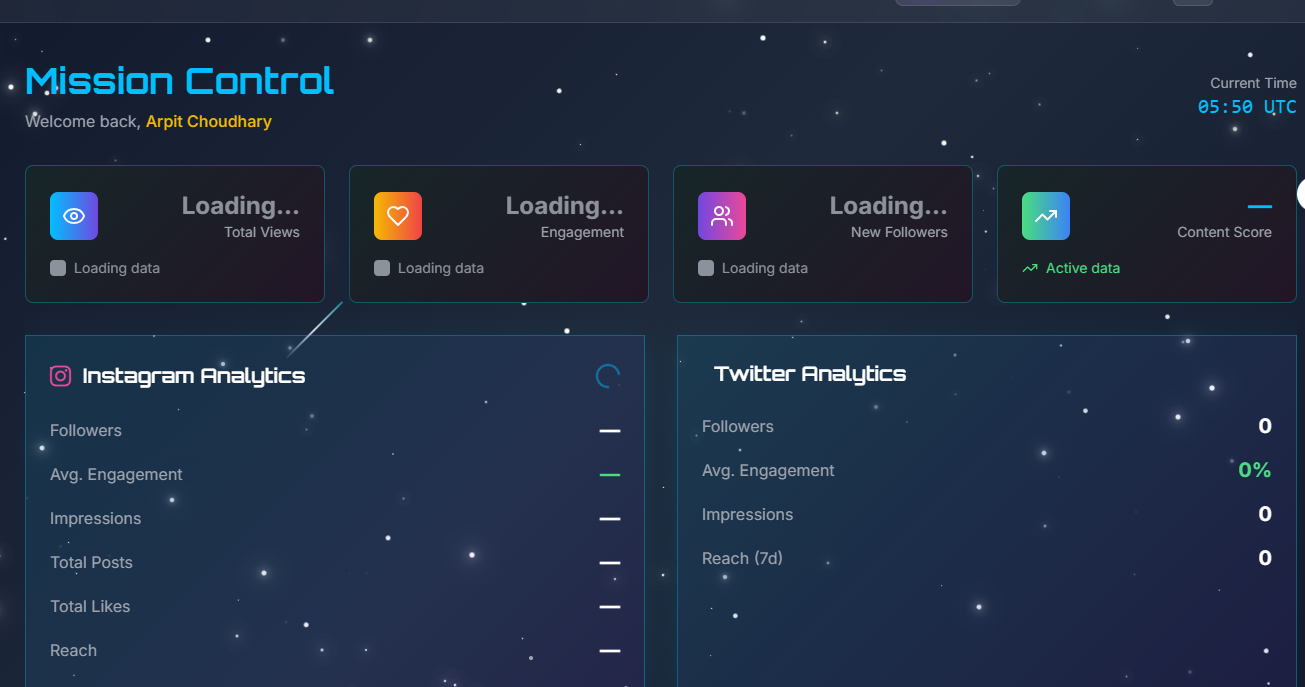 Mission Control
Welcome back, Arpit Choudhary
Current Time
05:50 UTC
Loading...
Total Views
Loading data
Loading...
Engagement
Loading data
Loading...
New Followers
Loading data
—
Content Score
Active data
Instagram Analytics
Followers —
Avg. Engagement —
Impressions —
Total Posts —
Total Likes —
Reach —
Twitter Analytics
Followers 0
Avg. Engagement 0%
Impressions 0
Reach (7d) 0